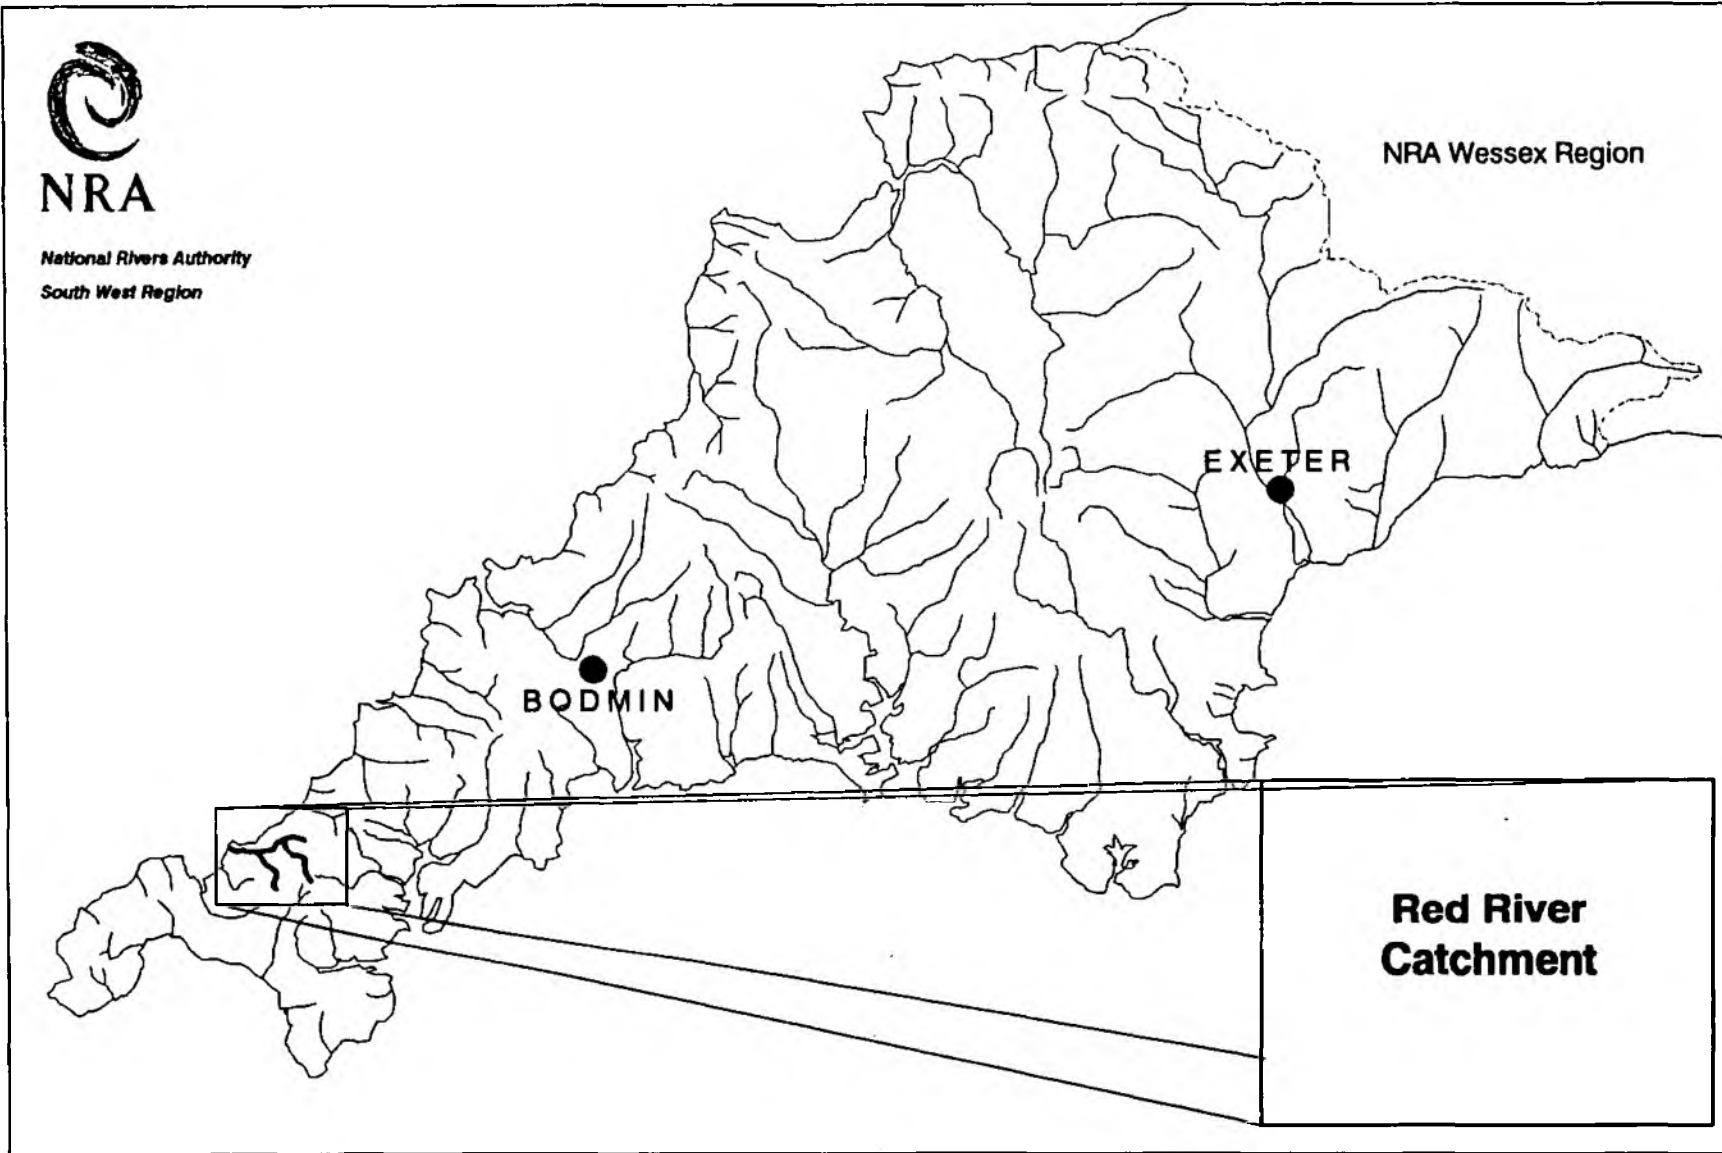 NRA
National Rivers Authority
South West Region
NRA Wessex Region
EXETER
BODMIN
Red River
Catchment